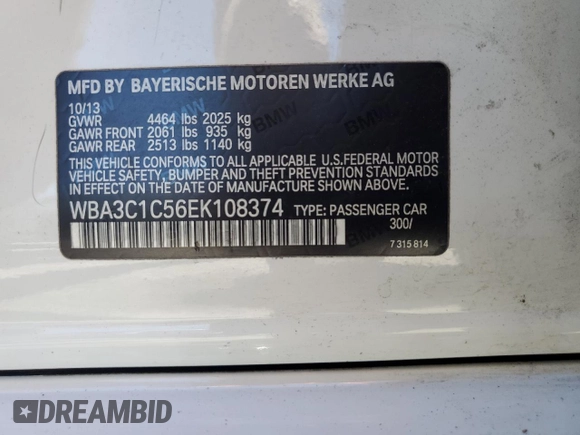 MFD BY BAYERISCHE MOTOREN WERKE AG
10/13
GVWR 4464 lbs 2025 kg
GAWR FRONT 2061 lbs 935 kg
GAWR REAR 2513 lbs 1140 kg
THIS VEHICLE CONFORMS TO ALL APPLICABLE U.S.FEDERAL MOTOR
VEHICLE SAFETY, BUMPER, AND THEFT PREVENTION STANDARDS
IN EFFECT ON THE DATE OF MANUFACTURE SHOWN ABOVE.
WBA3C1C56EK108374 TYPE: PASSENGER CAR
300/
7 315 814
DREAMBID